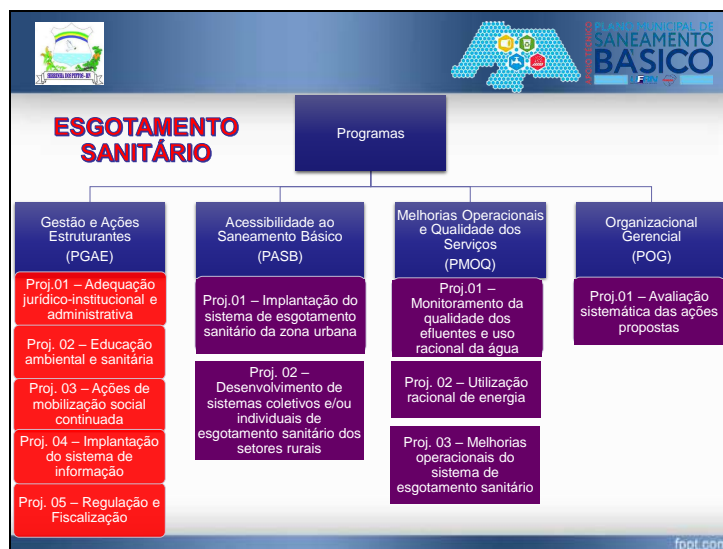 SERRINHA DOS PINTOS - RN
APOIO TÉCNICO
PLANO MUNICIPAL DE
SANEAMENTO
BÁSICO
ESGOTAMENTO
SANITÁRIO
Programas
Gestão e Ações
Estruturantes
(PGAE)
Proj.01 – Adequação
jurídico-institucional e
administrativa
Proj. 02 – Educação
ambiental e sanitária
Proj. 03 – Ações de
mobilização social
continuada
Proj. 04 – Implantação
do sistema de
informação
Proj. 05 – Regulação e
Fiscalização
Acessibilidade ao
Saneamento Básico
(PASB)
Proj.01 – Implantação do
sistema de esgotamento
sanitário da zona urbana
Proj. 02 –
Desenvolvimento de
sistemas coletivos e/ou
individuais de
esgotamento sanitário dos
setores rurais
Melhorias Operacionais
e Qualidade dos
Serviços
(PMOQ)
Proj.01 –
Monitoramento da
qualidade dos
efluentes e uso
racional da água
Proj. 02 – Utilização
racional de energia
Proj. 03 – Melhorias
operacionais do
sistema de
esgotamento sanitário
Organizacional
Gerencial
(POG)
Proj.01 – Avaliação
sistemática das ações
propostas
fppt.com